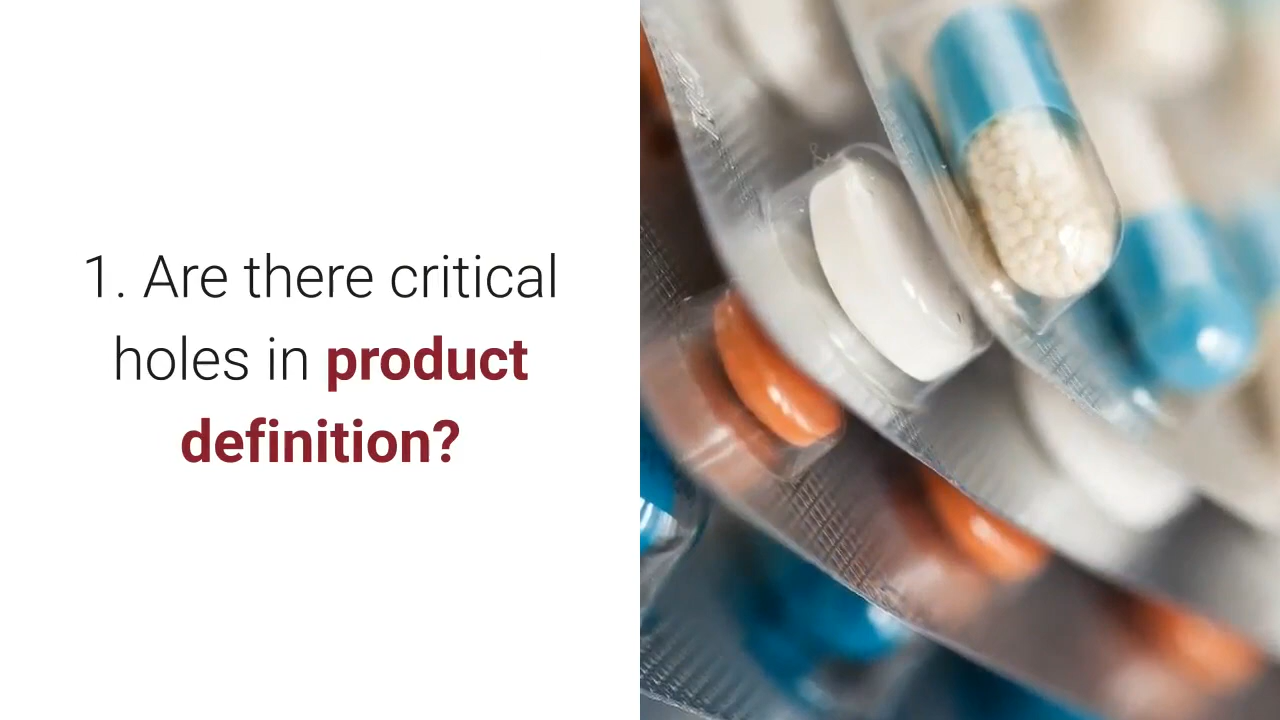 1. Are there critical
holes in product
definition?